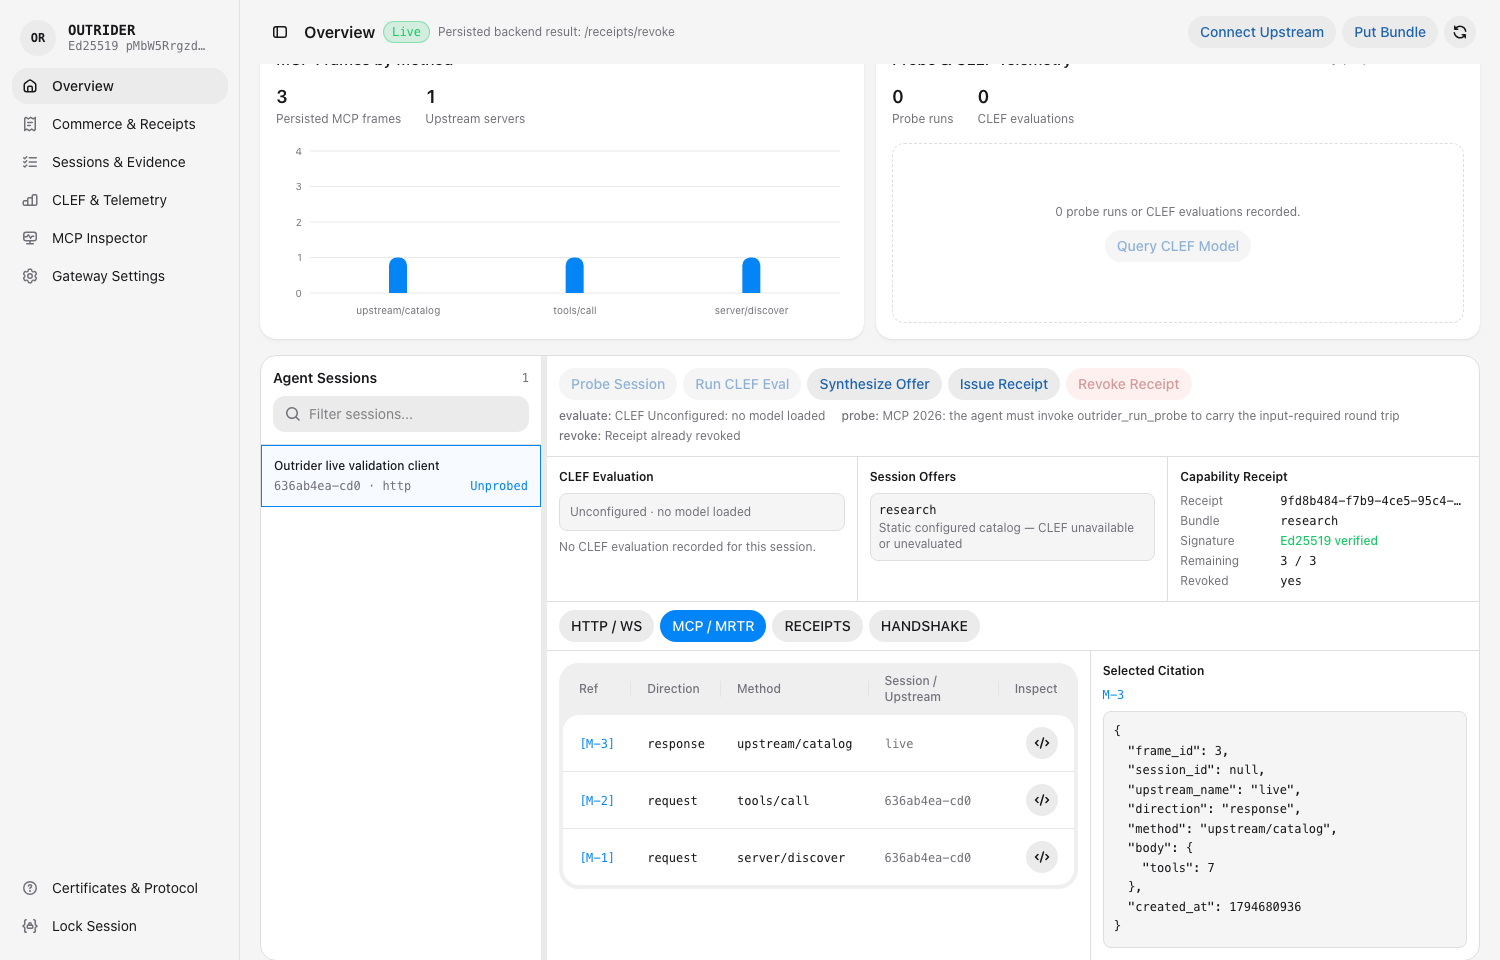 OR
OUTRIDER
Ed25519 pMbW5Rrgzd…
Overview
Commerce & Receipts
Sessions & Evidence
CLEF & Telemetry
MCP Inspector
Gateway Settings
Certificates & Protocol
Lock Session
Overview
Live
Persisted backend result: /receipts/revoke
Connect Upstream
Put Bundle
MCP Frames by Method
3
Persisted MCP frames
1
Upstream servers
4
3
2
1
0
upstream/catalog
tools/call
server/discover
Probe & CLEF Telemetry
0
Probe runs
0
CLEF evaluations
0 probe runs or CLEF evaluations recorded.
Query CLEF Model
Agent Sessions
1
Filter sessions...
Outrider live validation client
636ab4ea-cd0 · http
Unprobed
Probe Session
Run CLEF Eval
Synthesize Offer
Issue Receipt
Revoke Receipt
evaluate: CLEF Unconfigured: no model loaded
probe: MCP 2026: the agent must invoke outrider_run_probe to carry the input-required round trip
revoke: Receipt already revoked
CLEF Evaluation
Unconfigured · no model loaded
No CLEF evaluation recorded for this session.
Session Offers
research
Static configured catalog — CLEF unavailable
or unevaluated
Capability Receipt
Receipt 9fd8b484-f7b9-4ce5-95c4-…
Bundle research
Signature Ed25519 verified
Remaining 3 / 3
Revoked yes
HTTP / WS
MCP / MRTR
RECEIPTS
HANDSHAKE
Ref Direction Method Session / Upstream Inspect
[M-3] response upstream/catalog live
[M-2] request tools/call 636ab4ea-cd0
[M-1] request server/discover 636ab4ea-cd0
Selected Citation
M-3
{
"frame_id": 3,
"session_id": null,
"upstream_name": "live",
"direction": "response",
"method": "upstream/catalog",
"body": {
"tools": 7
},
"created_at": 1794680936
}